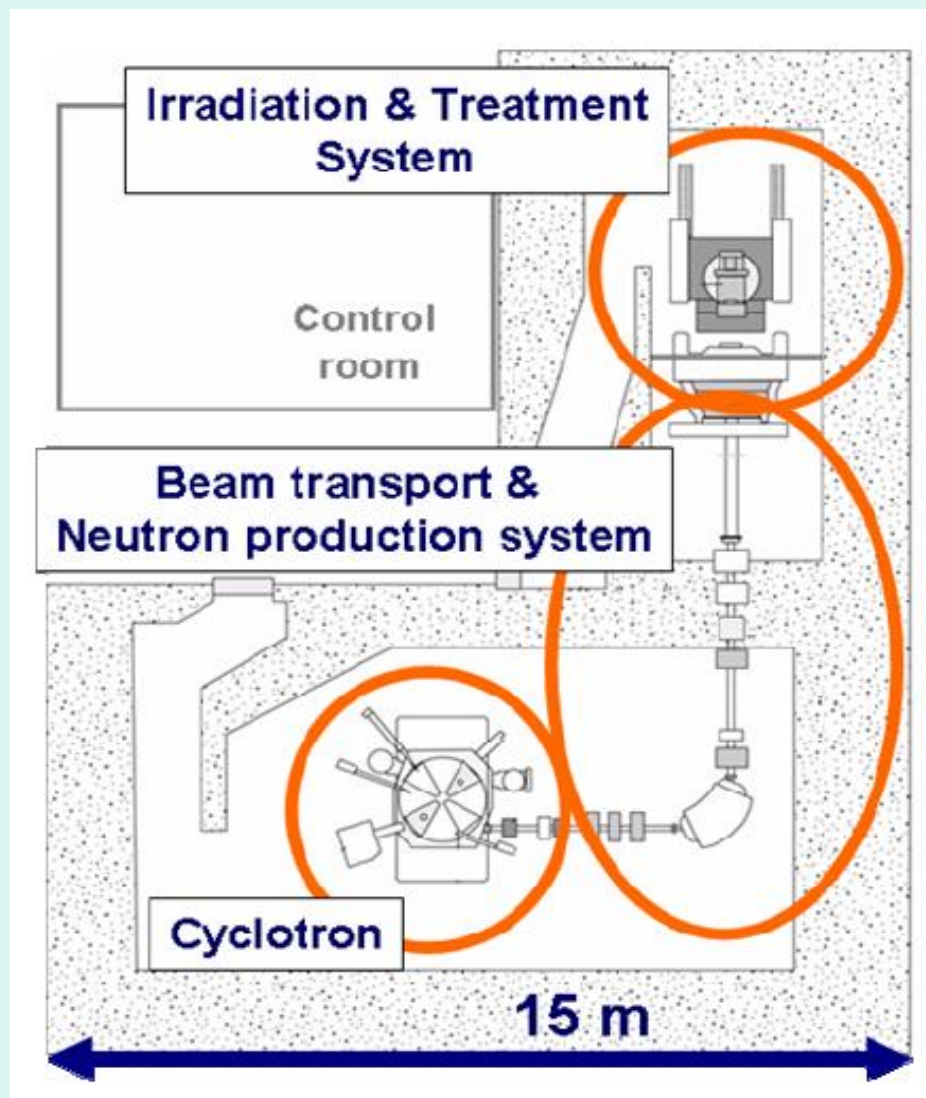 Irradiation & Treatment
System
Control
room
Beam transport &
Neutron production system
Cyclotron
15 m